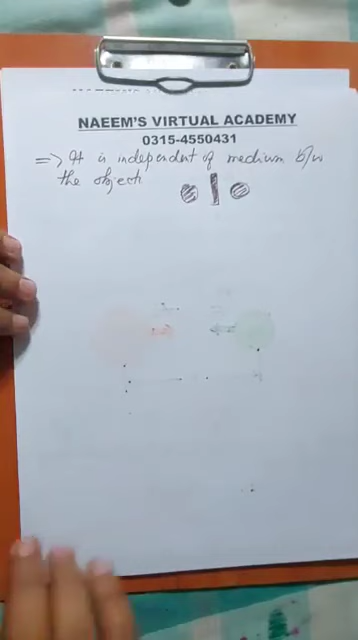 NAEEM'S VIRTUAL ACADEMY
0315-4550431
=> It is independent of medium b/w
the objects